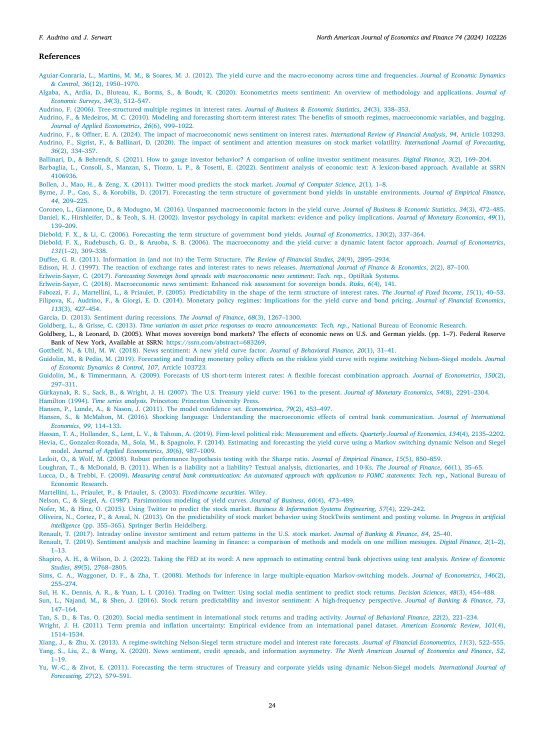 F. Audrino and J. Serwart
North American Journal of Economics and Finance 74 (2024) 102226
References
Aguiar-Conraria, L., Martins, M. M., & Soares, M. J. (2012). The yield curve and the macro-economy across time and frequencies. Journal of Economic Dynamics
& Control, 36(12), 1950–1970.
Algaba, A., Ardia, D., Bluteau, K., Borms, S., & Boudt, K. (2020). Econometrics meets sentiment: An overview of methodology and applications. Journal of
Economic Surveys, 34(3), 512–547.
Audrino, F. (2006). Tree-structured multiple regimes in interest rates. Journal of Business & Economic Statistics, 24(3), 338–353.
Audrino, F., & Medeiros, M. C. (2010). Modeling and forecasting short-term interest rates: The benefits of smooth regimes, macroeconomic variables, and bagging.
Journal of Applied Econometrics, 26(6), 999–1022.
Audrino, F., & Offner, E. A. (2024). The impact of macroeconomic news sentiment on interest rates. International Review of Financial Analysis, 94, Article 103293.
Audrino, F., Sigrist, F., & Ballinari, D. (2020). The impact of sentiment and attention measures on stock market volatility. International Journal of Forecasting,
36(2), 334–357.
Ballinari, D., & Behrendt, S. (2021). How to gauge investor behavior? A comparison of online investor sentiment measures. Digital Finance, 3(2), 169–204.
Barbaglia, L., Consoli, S., Manzan, S., Tiozzo, L. P., & Tosetti, E. (2022). Sentiment analysis of economic text: A lexicon-based approach. Available at SSRN
4106936.
Bollen, J., Mao, H., & Zeng, X. (2011). Twitter mood predicts the stock market. Journal of Computer Science, 2(1), 1–8.
Byrne, J. P., Cao, S., & Korobilis, D. (2017). Forecasting the term structure of government bond yields in unstable environments. Journal of Empirical Finance,
44, 209–225.
Coroneo, L., Giannone, D., & Modugno, M. (2016). Unspanned macroeconomic factors in the yield curve. Journal of Business & Economic Statistics, 34(3), 472–485.
Daniel, K., Hirshleifer, D., & Teoh, S. H. (2002). Investor psychology in capital markets: evidence and policy implications. Journal of Monetary Economics, 49(1),
139–209.
Diebold, F. X., & Li, C. (2006). Forecasting the term structure of government bond yields. Journal of Econometrics, 130(2), 337–364.
Diebold, F. X., Rudebusch, G. D., & Aruoba, S. B. (2006). The macroeconomy and the yield curve: a dynamic latent factor approach. Journal of Econometrics,
131(1–2), 309–338.
Duffee, G. R. (2011). Information in (and not in) the Term Structure. The Review of Financial Studies, 24(9), 2895–2934.
Edison, H. J. (1997). The reaction of exchange rates and interest rates to news releases. International Journal of Finance & Economics, 2(2), 87–100.
Erlwein-Sayer, C. (2017). Forecasting Sovereign bond spreads with macroeconomic news sentiment: Tech. rep., OptiRisk Systems.
Erlwein-Sayer, C. (2018). Macroeconomic news sentiment: Enhanced risk assessment for sovereign bonds. Risks, 6(4), 141.
Fabozzi, F. J., Martellini, L., & Priaulet, P. (2005). Predictability in the shape of the term structure of interest rates. The Journal of Fixed Income, 15(1), 40–53.
Filipova, K., Audrino, F., & Giorgi, E. D. (2014). Monetary policy regimes: Implications for the yield curve and bond pricing. Journal of Financial Economics,
113(3), 427–454.
Garcia, D. (2013). Sentiment during recessions. The Journal of Finance, 68(3), 1267–1300.
Goldberg, L., & Grisse, C. (2013). Time variation in asset price responses to macro announcements: Tech. rep., National Bureau of Economic Research.
Goldberg, L., & Leonard, D. (2005). What moves sovereign bond markets? The effects of economic news on U.S. and German yields. (pp. 1–7). Federal Reserve
Bank of New York, Available at SSRN: https://ssrn.com/abstract=683269.
Gotthelf, N., & Uhl, M. W. (2018). News sentiment: A new yield curve factor. Journal of Behavioral Finance, 20(1), 31–41.
Guidolin, M., & Pedio, M. (2019). Forecasting and trading monetary policy effects on the riskless yield curve with regime switching Nelson–Siegel models. Journal
of Economic Dynamics & Control, 107, Article 103723.
Guidolin, M., & Timmermann, A. (2009). Forecasts of US short-term interest rates: A flexible forecast combination approach. Journal of Econometrics, 150(2),
297–311.
Gürkaynak, R. S., Sack, B., & Wright, J. H. (2007). The U.S. Treasury yield curve: 1961 to the present. Journal of Monetary Economics, 54(8), 2291–2304.
Hamilton (1994). Time series analysis. Princeton: Princeton University Press.
Hansen, P., Lunde, A., & Nason, J. (2011). The model confidence set. Econometrica, 79(2), 453–497.
Hansen, S., & McMahon, M. (2016). Shocking language: Understanding the macroeconomic effects of central bank communication. Journal of International
Economics, 99, 114–133.
Hassan, T. A., Hollander, S., Lent, L. V., & Tahoun, A. (2019). Firm-level political risk: Measurement and effects. Quarterly Journal of Economics, 134(4), 2135–2202.
Hevia, C., Gonzalez-Rozada, M., Sola, M., & Spagnolo, F. (2014). Estimating and forecasting the yield curve using a Markov switching dynamic Nelson and Siegel
model. Journal of Applied Econometrics, 30(6), 987–1009.
Ledoit, O., & Wolf, M. (2008). Robust performance hypothesis testing with the Sharpe ratio. Journal of Empirical Finance, 15(5), 850–859.
Loughran, T., & McDonald, B. (2011). When is a liability not a liability? Textual analysis, dictionaries, and 10-Ks. The Journal of Finance, 66(1), 35–65.
Lucca, D., & Trebbi, F. (2009). Measuring central bank communication: An automated approach with application to FOMC statements: Tech. rep., National Bureau of
Economic Research.
Martellini, L., Priaulet, P., & Priaulet, S. (2003). Fixed-income securities. Wiley.
Nelson, C., & Siegel, A. (1987). Parsimonious modeling of yield curves. Journal of Business, 60(4), 473–489.
Nofer, M., & Hinz, O. (2015). Using Twitter to predict the stock market. Business & Information Systems Engineering, 57(4), 229–242.
Oliveira, N., Cortez, P., & Areal, N. (2013). On the predictability of stock market behavior using StockTwits sentiment and posting volume. In Progress in artificial
intelligence (pp. 355–365). Springer Berlin Heidelberg.
Renault, T. (2017). Intraday online investor sentiment and return patterns in the U.S. stock market. Journal of Banking & Finance, 84, 25–40.
Renault, T. (2019). Sentiment analysis and machine learning in finance: a comparison of methods and models on one million messages. Digital Finance, 2(1–2),
1–13.
Shapiro, A. H., & Wilson, D. J. (2022). Taking the FED at its word: A new approach to estimating central bank objectives using text analysis. Review of Economic
Studies, 89(5), 2768–2805.
Sims, C. A., Waggoner, D. F., & Zha, T. (2008). Methods for inference in large multiple-equation Markov-switching models. Journal of Econometrics, 146(2),
255–274.
Sul, H. K., Dennis, A. R., & Yuan, L. I. (2016). Trading on Twitter: Using social media sentiment to predict stock returns. Decision Sciences, 48(3), 454–488.
Sun, L., Najand, M., & Shen, J. (2016). Stock return predictability and investor sentiment: A high-frequency perspective. Journal of Banking & Finance, 73,
147–164.
Tan, S. D., & Tas, O. (2020). Social media sentiment in international stock returns and trading activity. Journal of Behavioral Finance, 22(2), 221–234.
Wright, J. H. (2011). Term premia and inflation uncertainty: Empirical evidence from an international panel dataset. American Economic Review, 101(4),
1514–1534.
Xiang, J., & Zhu, X. (2013). A regime-switching Nelson-Siegel term structure model and interest rate forecasts. Journal of Financial Econometrics, 11(3), 522–555.
Yang, S., Liu, Z., & Wang, X. (2020). News sentiment, credit spreads, and information asymmetry. The North American Journal of Economics and Finance, 52,
1–19.
Yu, W.-C., & Zivot, E. (2011). Forecasting the term structures of Treasury and corporate yields using dynamic Nelson-Siegel models. International Journal of
Forecasting, 27(2), 579–591.
24